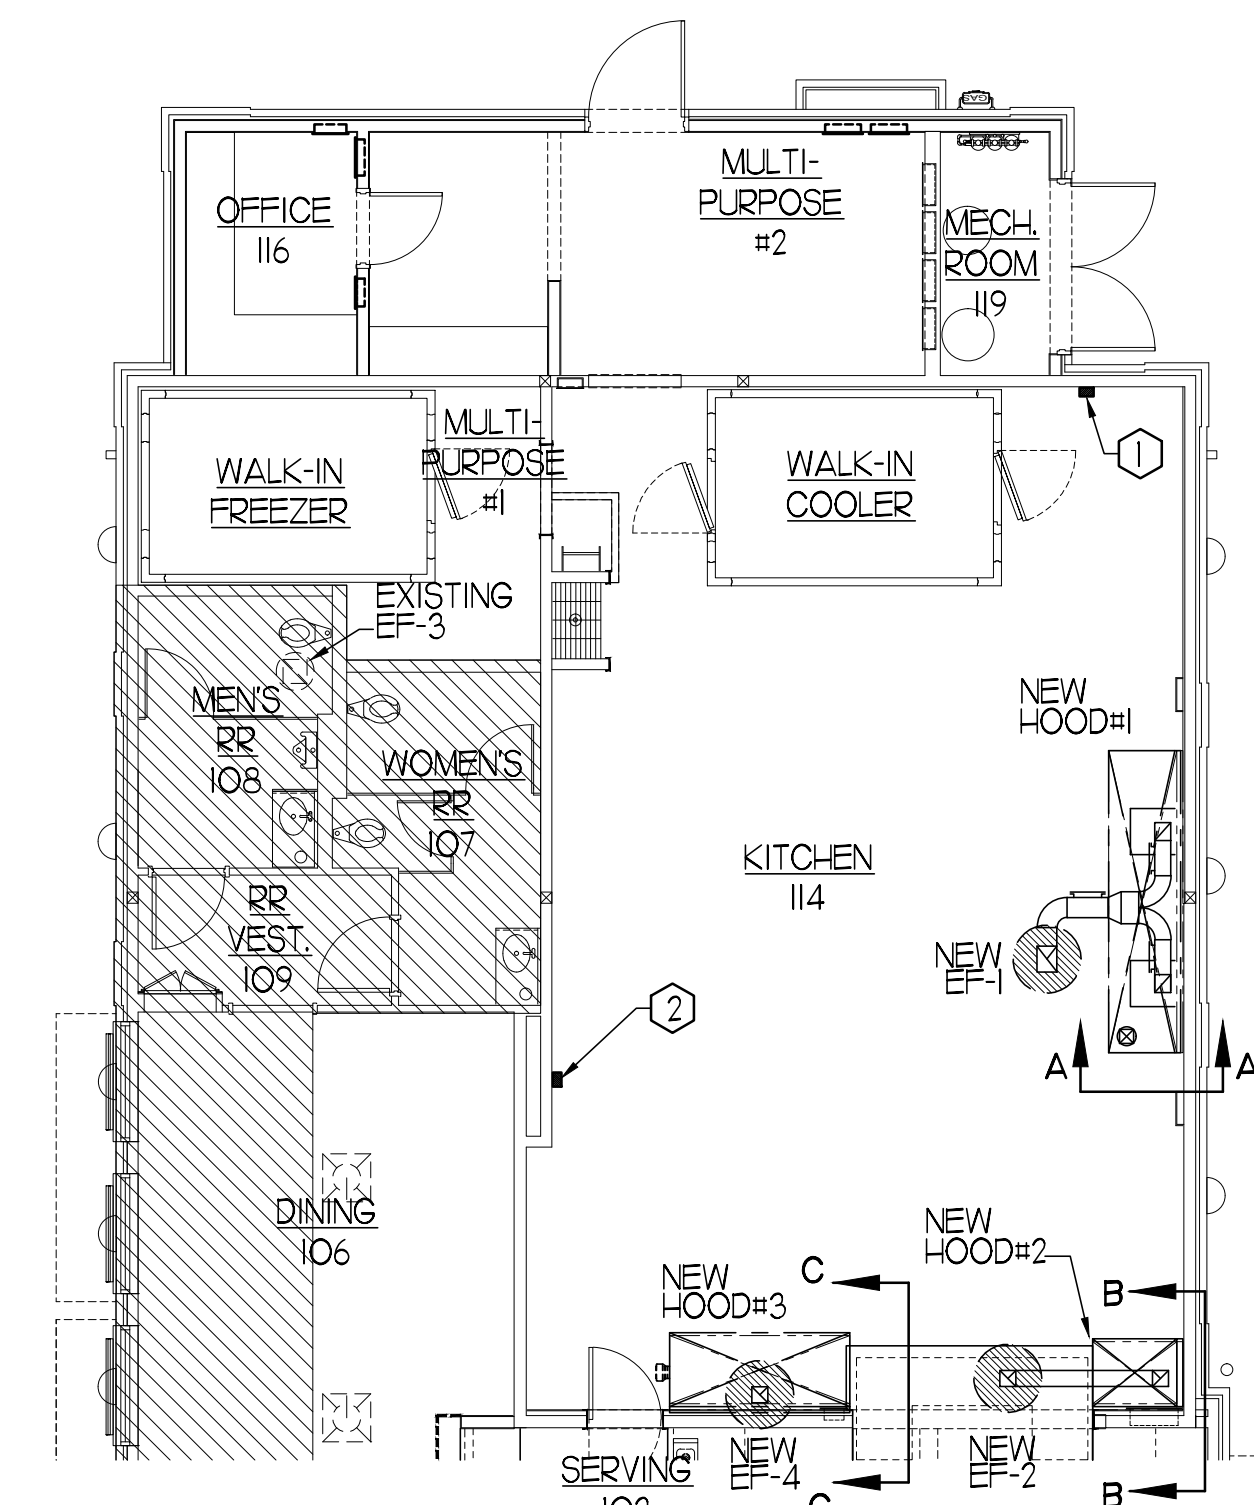 GAS
OFFICE
116
MULTI-
PURPOSE
#2
MECH.
ROOM
119
MULTI-
PURPOSE
#1
WALK-IN
FREEZER
WALK-IN
COOLER
1
EXISTING
EF-3
MEN'S
RR
108
WOMEN'S
RR
107
NEW
HOOD#1
KITCHEN
114
RR
VEST.
109
NEW
EF-1
2
A
A
DINING
106
NEW
HOOD#2
NEW
HOOD#3
C
B
SERVING
NEW
EF-4
NEW
EF-2
C
B